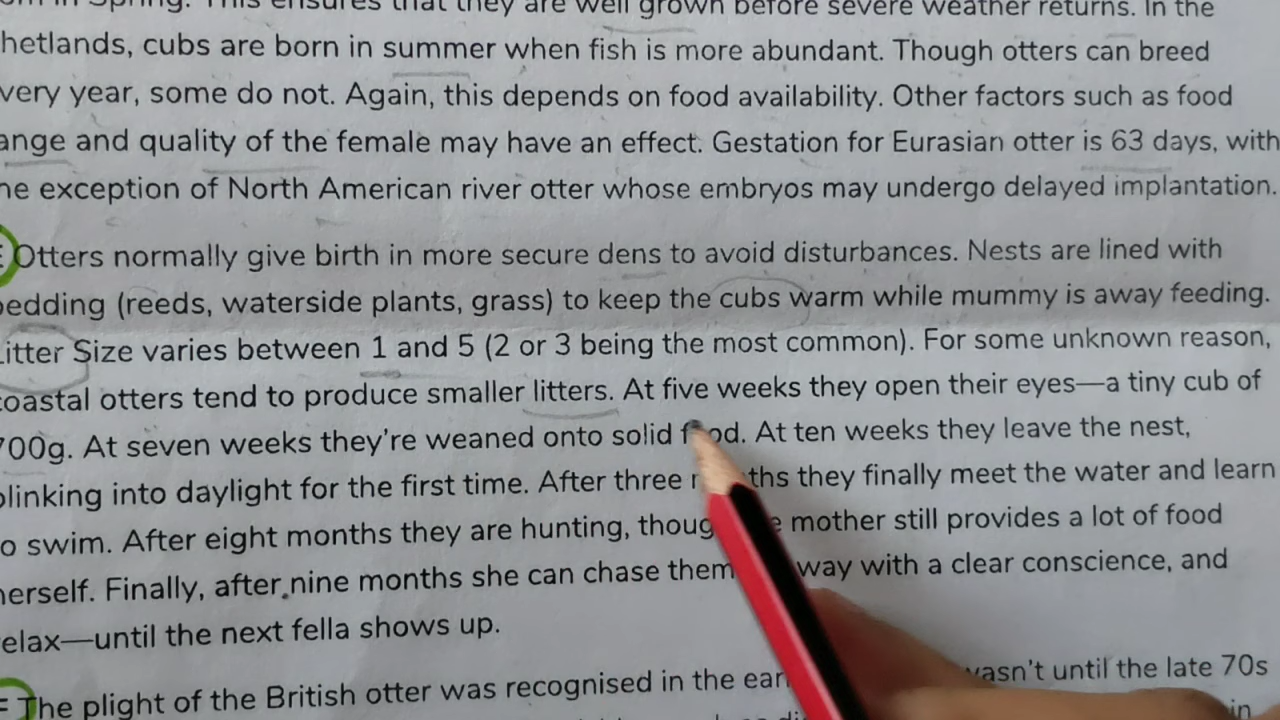 in Spring. This ensures that they are well grown before severe weather returns. In the
hetlands, cubs are born in summer when fish is more abundant. Though otters can breed
very year, some do not. Again, this depends on food availability. Other factors such as food
ange and quality of the female may have an effect. Gestation for Eurasian otter is 63 days, with
he exception of North American river otter whose embryos may undergo delayed implantation.
E Otters normally give birth in more secure dens to avoid disturbances. Nests are lined with
bedding (reeds, waterside plants, grass) to keep the cubs warm while mummy is away feeding.
Litter Size varies between 1 and 5 (2 or 3 being the most common). For some unknown reason,
coastal otters tend to produce smaller litters. At five weeks they open their eyes—a tiny cub of
700g. At seven weeks they're weaned onto solid food. At ten weeks they leave the nest,
blinking into daylight for the first time. After three ths they finally meet the water and learn
o swim. After eight months they are hunting, thoug mother still provides a lot of food
herself. Finally, after nine months she can chase them way with a clear conscience, and
relax—until the next fella shows up.
F The plight of the British otter was recognised in the ear wasn't until the late 70s
in